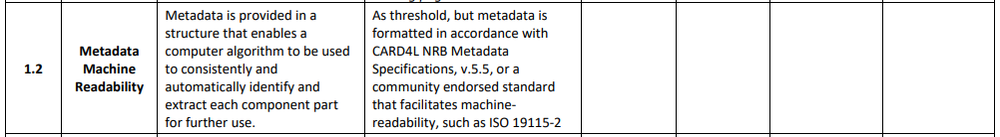 1.2
Metadata
Machine
Readability
Metadata is provided in a
structure that enables a
computer algorithm to be used
to consistently and
automatically identify and
extract each component part
for further use.
As threshold, but metadata is
formatted in accordance with
CARD4L NRB Metadata
Specifications, v.5.5, or a
community endorsed standard
that facilitates machine-
readability, such as ISO 19115-2